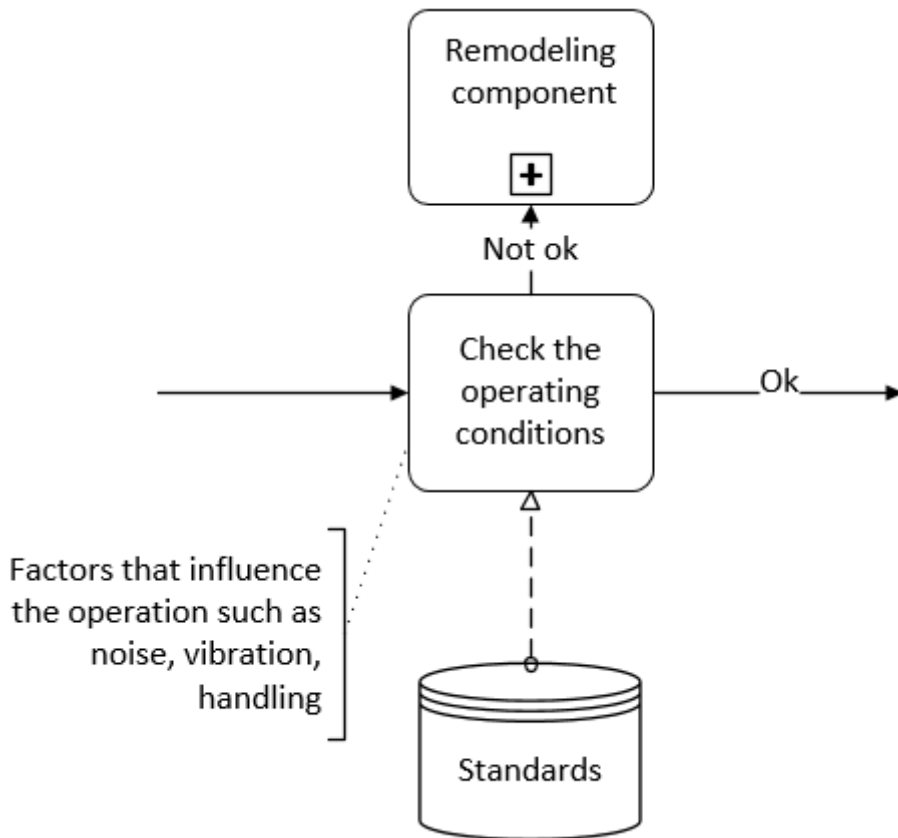 Remodeling
component
Not ok
Check the
operating
conditions
Ok
Factors that influence
the operation such as
noise, vibration,
handling
Standards